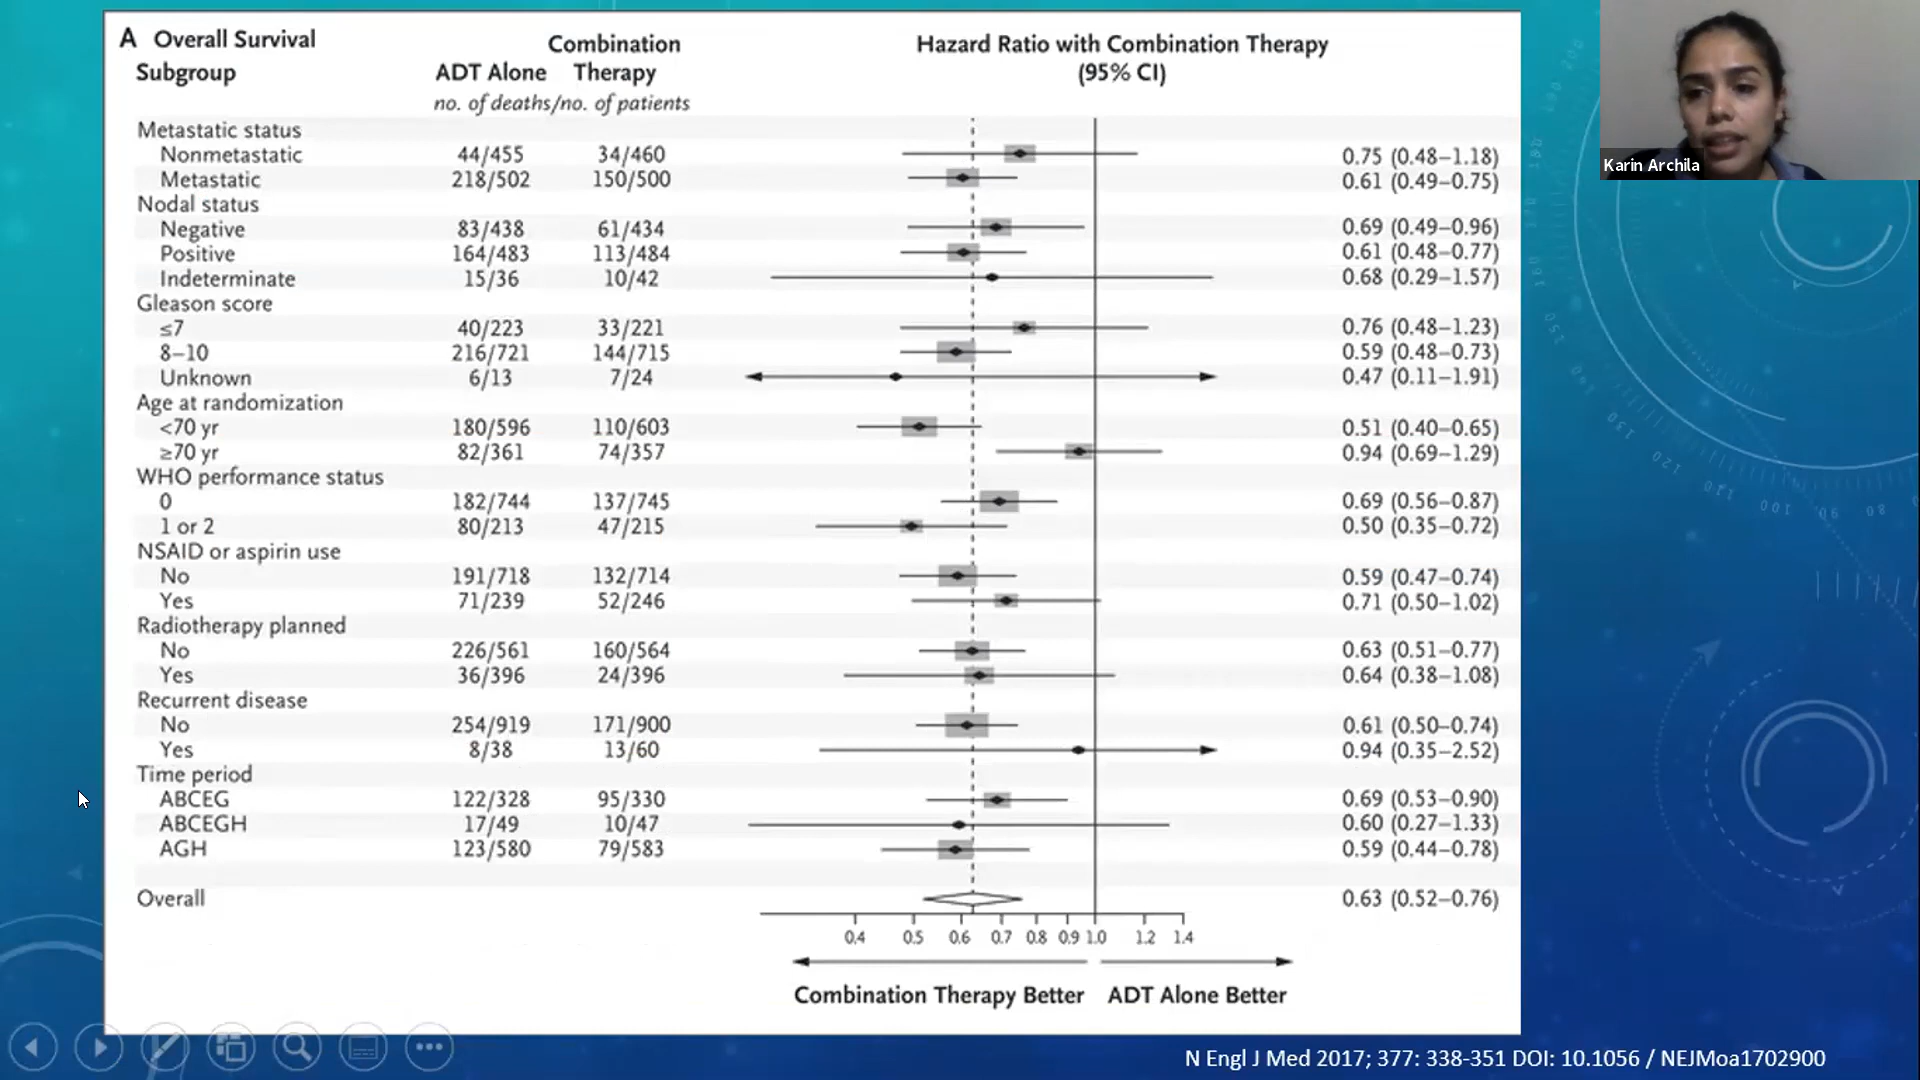 A Overall Survival
Subgroup
ADT Alone
Combination Therapy
no. of deaths/no. of patients
Hazard Ratio with Combination Therapy
(95% CI)
Metastatic status
Nonmetastatic 44/455 34/460 0.75 (0.48–1.18)
Metastatic 218/502 150/500 0.61 (0.49–0.75)
Nodal status
Negative 83/438 61/434 0.69 (0.49–0.96)
Positive 164/483 113/484 0.61 (0.48–0.77)
Indeterminate 15/36 10/42 0.68 (0.29–1.57)
Gleason score
≤7 40/223 33/221 0.76 (0.48–1.23)
8–10 216/721 144/715 0.59 (0.48–0.73)
Unknown 6/13 7/24 0.47 (0.11–1.91)
Age at randomization
<70 yr 180/596 110/603 0.51 (0.40–0.65)
≥70 yr 82/361 74/357 0.94 (0.69–1.29)
WHO performance status
0 182/744 137/745 0.69 (0.56–0.87)
1 or 2 80/213 47/215 0.50 (0.35–0.72)
NSAID or aspirin use
No 191/718 132/714 0.59 (0.47–0.74)
Yes 71/239 52/246 0.71 (0.50–1.02)
Radiotherapy planned
No 226/561 160/564 0.63 (0.51–0.77)
Yes 36/396 24/396 0.64 (0.38–1.08)
Recurrent disease
No 254/919 171/900 0.61 (0.50–0.74)
Yes 8/38 13/60 0.94 (0.35–2.52)
Time period
ABCEG 122/328 95/330 0.69 (0.53–0.90)
ABCEGH 17/49 10/47 0.60 (0.27–1.33)
AGH 123/580 79/583 0.59 (0.44–0.78)
Overall 0.63 (0.52–0.76)
0.4 0.5 0.6 0.7 0.8 0.9 1.0 1.2 1.4
Combination Therapy Better ADT Alone Better
Karin Archila
N Engl J Med 2017; 377: 338-351 DOI: 10.1056 / NEJMoa1702900